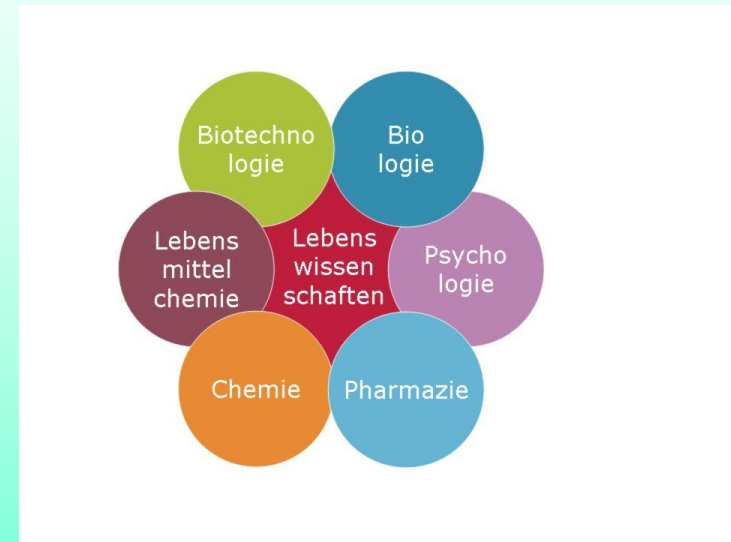 Biotechno
logie
Bio
logie
Lebens
mittel
chemie
Lebens
wissen
schaften
Psycho
logie
Chemie
Pharmazie